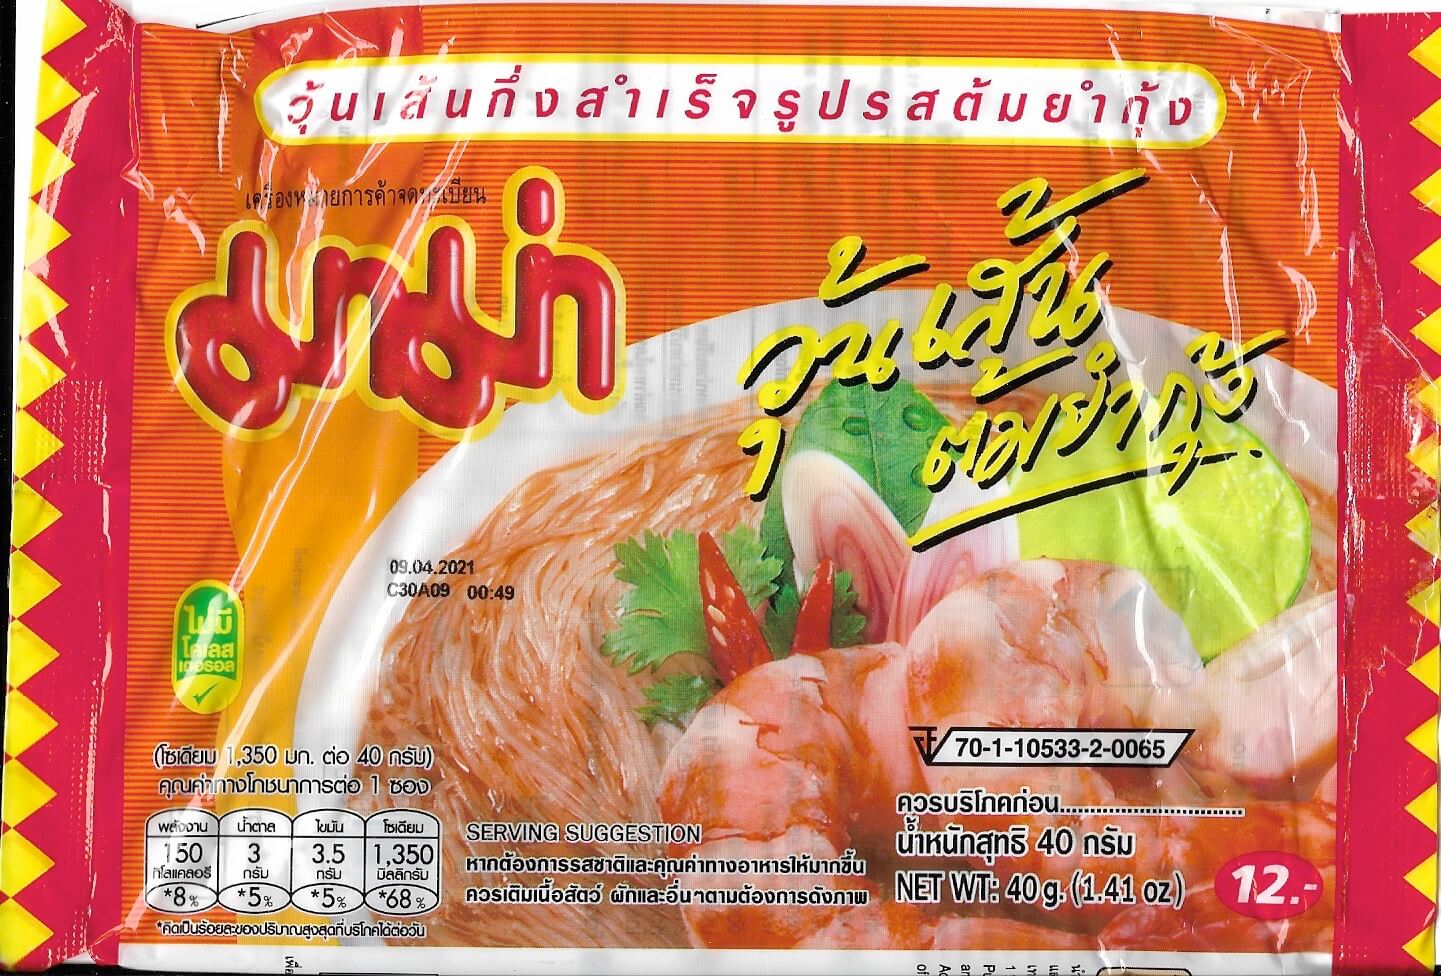 วุ้นเส้นกึ่งสำเร็จรูปรสต้มยำกุ้ง
เครื่องหมายการค้าจดทะเบียน
มาม่า
วุ้นเส้น
ต้มยำกุ้ง
09.04.2021
C30A09 00:49
ไม่มี
โคเลส
เตอรอล
(โซเดียม 1,350 มก. ต่อ 40 กรัม)
คุณค่าทางโภชนาการต่อ 1 ซอง
พลังงาน น้ำตาล ไขมัน โซเดียม
150 3 3.5 1,350
กิโลแคลอรี กรัม กรัม มิลลิกรัม
*8% *5% *5% *68%
*คิดเป็นร้อยละของปริมาณสูงสุดที่บริโภคได้ต่อวัน
SERVING SUGGESTION
หากต้องการรสชาติและคุณค่าทางอาหารให้มากขึ้น
ควรเติมเนื้อสัตว์ ผักและอื่นๆตามต้องการดังภาพ
70-1-10533-2-0065
ควรบริโภคก่อน............................
น้ำหนักสุทธิ 40 กรัม
NET WT: 40 g. (1.41 oz)
12.-